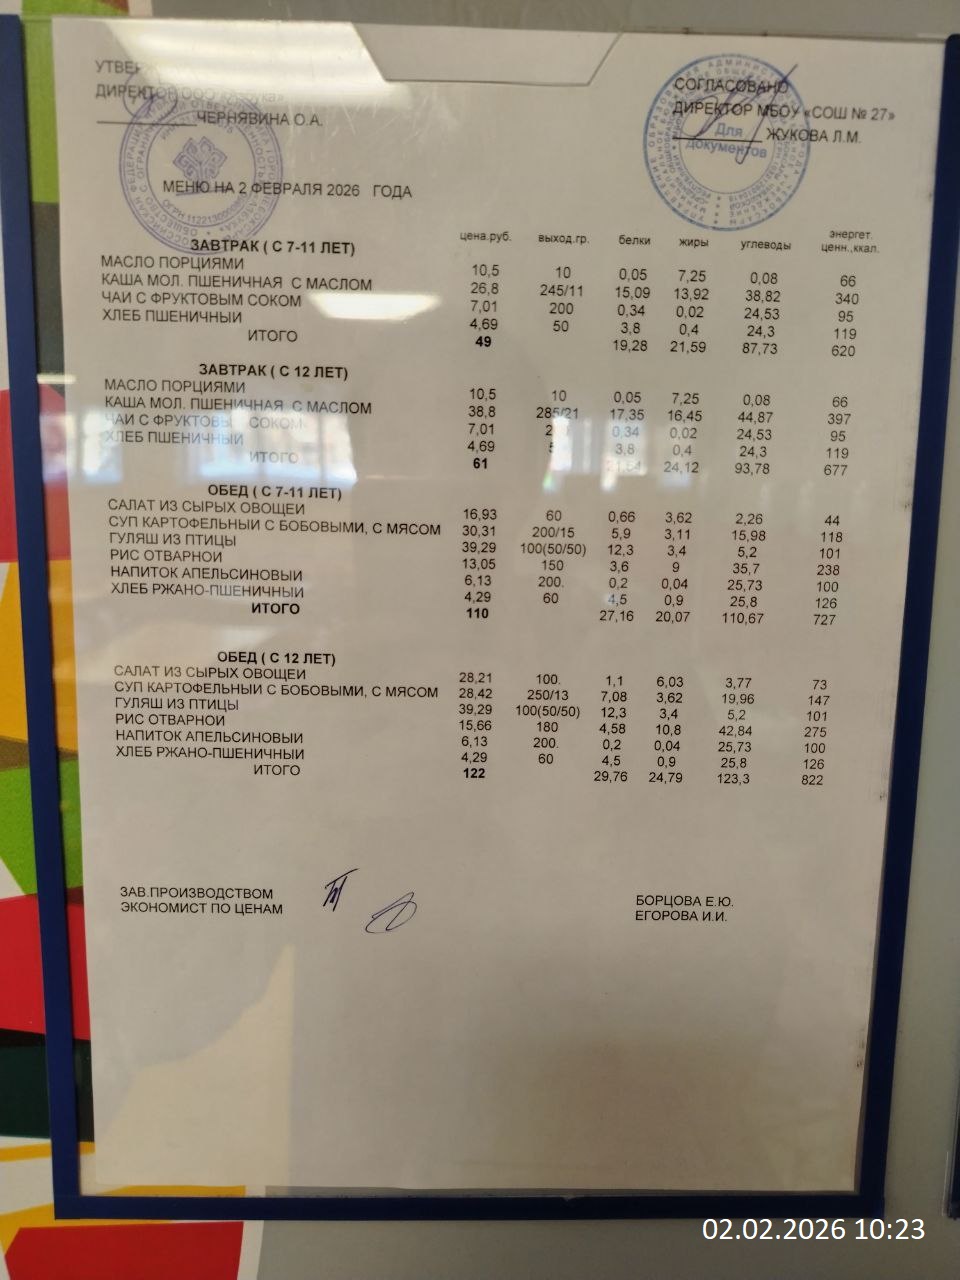 ДИРЕКТОР ООО
ЧЕРНЯВИНА О.А.
СОГЛАСОВАНО
ДИРЕКТОР МБОУ «СОШ № 27»
ЖУКОВА Л.М.
Для документов
МЕНЮ НА 2 ФЕВРАЛЯ 2026 ГОДА
цена.руб. выход.гр. белки жиры углеводы энергет. ценн.,ккал.
ЗАВТРАК ( С 7-11 ЛЕТ)
МАСЛО ПОРЦИЯМИ 10,5 10 0,05 7,25 0,08 66
КАША МОЛ. ПШЕНИЧНАЯ С МАСЛОМ 26,8 245/11 15,09 13,92 38,82 340
ЧАЙ С ФРУКТОВЫМ СОКОМ 7,01 200 0,34 0,02 24,53 95
ХЛЕБ ПШЕНИЧНЫЙ 4,69 50 3,8 0,4 24,3 119
ИТОГО 49 19,28 21,59 87,73 620
ЗАВТРАК ( С 12 ЛЕТ)
МАСЛО ПОРЦИЯМИ 10,5 10 0,05 7,25 0,08 66
КАША МОЛ. ПШЕНИЧНАЯ С МАСЛОМ 38,8 285/21 17,35 16,45 44,87 397
ЧАЙ С СОКОМ 7,01 0,34 0,02 24,53 95
ХЛЕБ ПШЕНИЧНЫЙ 4,69 3,8 0,4 24,3 119
ИТОГО 61 24,12 93,78 677
ОБЕД ( С 7-11 ЛЕТ)
САЛАТ ИЗ СЫРЫХ ОВОЩЕЙ 16,93 60 0,66 3,62 2,26 44
СУП КАРТОФЕЛЬНЫЙ С БОБОВЫМИ, С МЯСОМ 30,31 200/15 5,9 3,11 15,98 118
ГУЛЯШ ИЗ ПТИЦЫ 39,29 100(50/50) 12,3 3,4 5,2 101
РИС ОТВАРНОЙ 13,05 150 3,6 9 35,7 238
НАПИТОК АПЕЛЬСИНОВЫЙ 6,13 200. 0,2 0,04 25,73 100
ХЛЕБ РЖАНО-ПШЕНИЧНЫЙ 4,29 60 4,5 0,9 25,8 126
ИТОГО 110 27,16 20,07 110,67 727
ОБЕД ( С 12 ЛЕТ)
САЛАТ ИЗ СЫРЫХ ОВОЩЕЙ 28,21 100. 1,1 6,03 3,77 73
СУП КАРТОФЕЛЬНЫЙ С БОБОВЫМИ, С МЯСОМ 28,42 250/13 7,08 3,62 19,96 147
ГУЛЯШ ИЗ ПТИЦЫ 39,29 100(50/50) 12,3 3,4 5,2 101
РИС ОТВАРНОЙ 15,66 180 4,58 10,8 42,84 275
НАПИТОК АПЕЛЬСИНОВЫЙ 6,13 200. 0,2 0,04 25,73 100
ХЛЕБ РЖАНО-ПШЕНИЧНЫЙ 4,29 60 4,5 0,9 25,8 126
ИТОГО 122 29,76 24,79 123,3 822
ЗАВ.ПРОИЗВОДСТВОМ БОРЦОВА Е.Ю.
ЭКОНОМИСТ ПО ЦЕНАМ ЕГОРОВА И.И.
02.02.2026 10:23